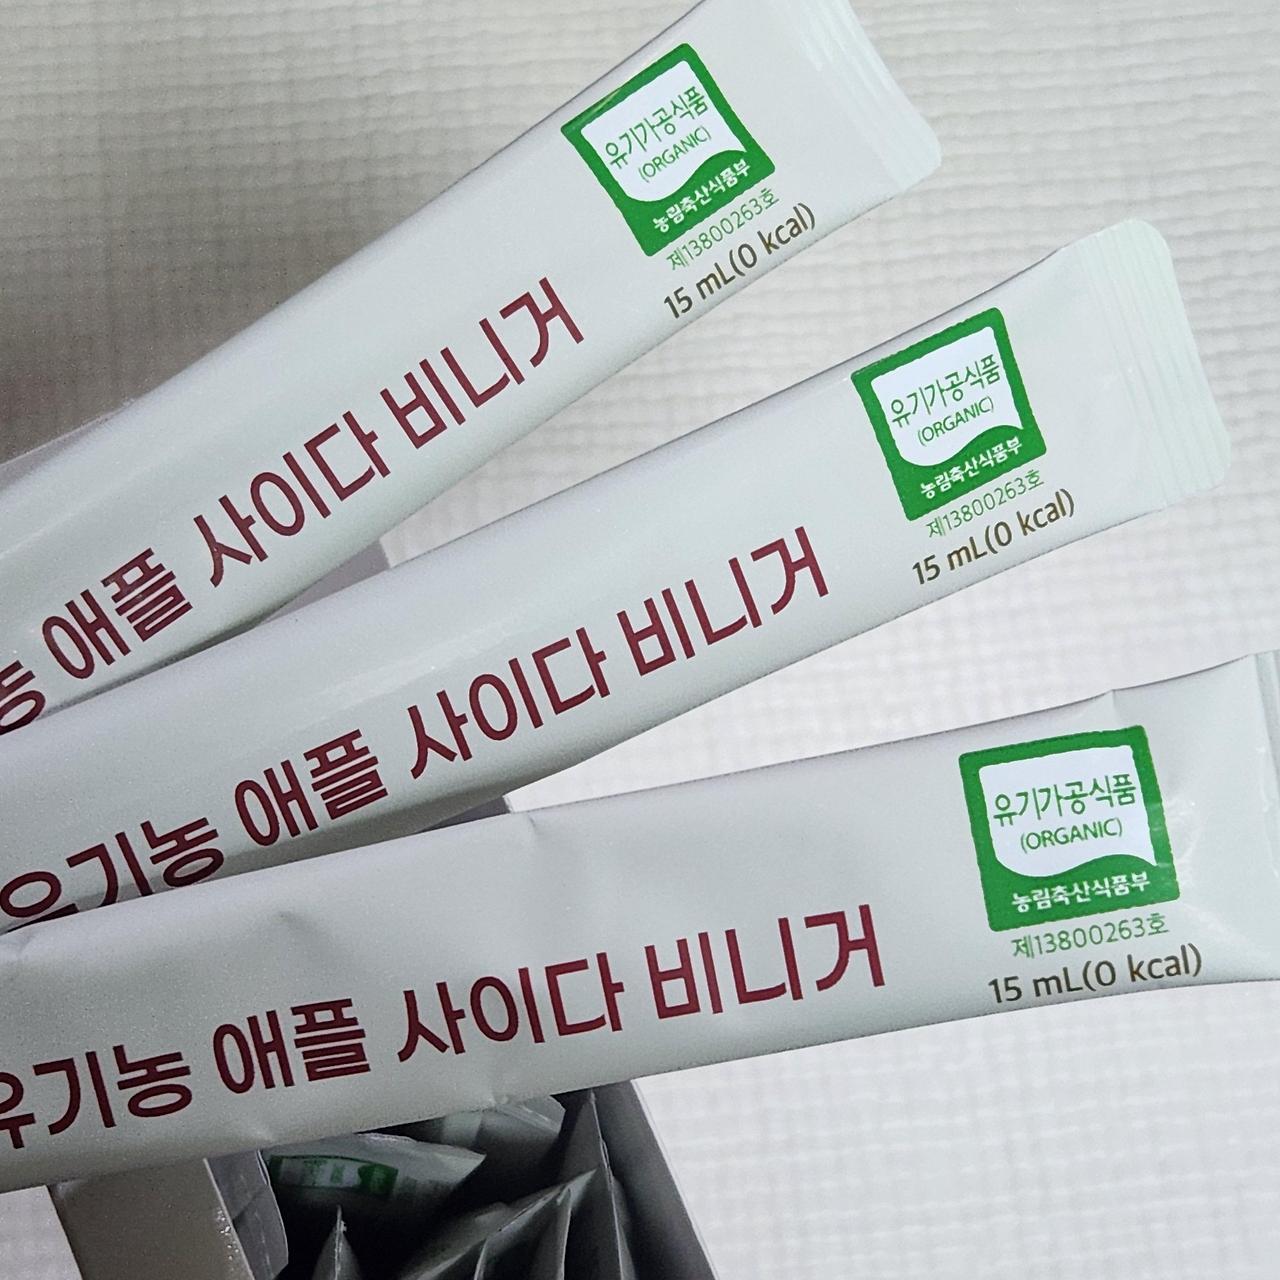 유기가공식품
(ORGANIC)
농림축산식품부
제13800263호
15 mL(0 kcal)
애플 사이다 비니거
유기가공식품
(ORGANIC)
농림축산식품부
제13800263호
15 mL(0 kcal)
유기농 애플 사이다 비니거
유기가공식품
(ORGANIC)
농림축산식품부
제13800263호
15 mL(0 kcal)
유기농 애플 사이다 비니거